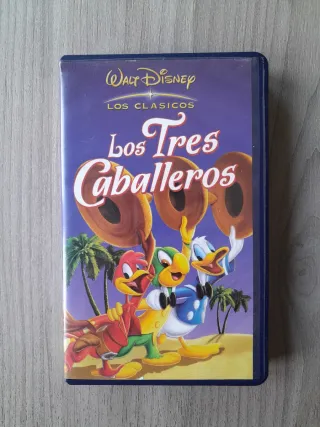 WALT DISNEY
LOS CLASICOS
Los Tres
Caballeros